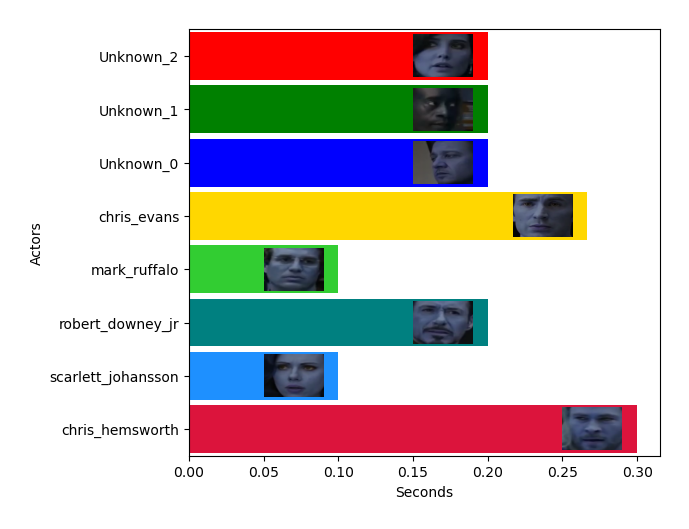 Unknown_2
Unknown_1
Unknown_0
chris_evans
mark_ruffalo
robert_downey_jr
scarlett_johansson
chris_hemsworth
Actors
0.00 0.05 0.10 0.15 0.20 0.25 0.30
Seconds